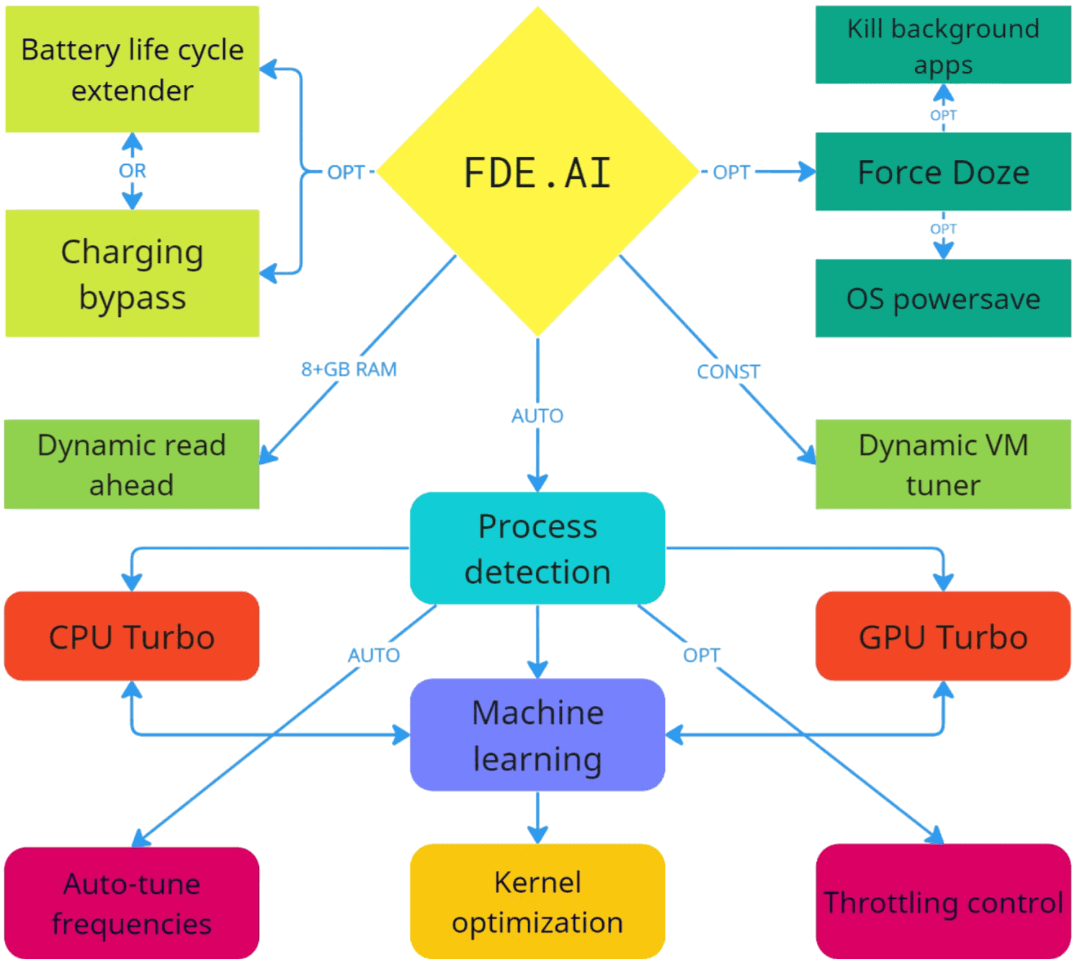 Battery life cycle
extender
OR
Charging
bypass
OPT
FDE.AI
OPT
Kill background
apps
OPT
Force Doze
OPT
OS powersave
8+GB RAM
AUTO
CONST
Dynamic read
ahead
Dynamic VM
tuner
Process
detection
CPU Turbo
GPU Turbo
AUTO
OPT
Machine
learning
Auto-tune
frequencies
Kernel
optimization
Throttling control